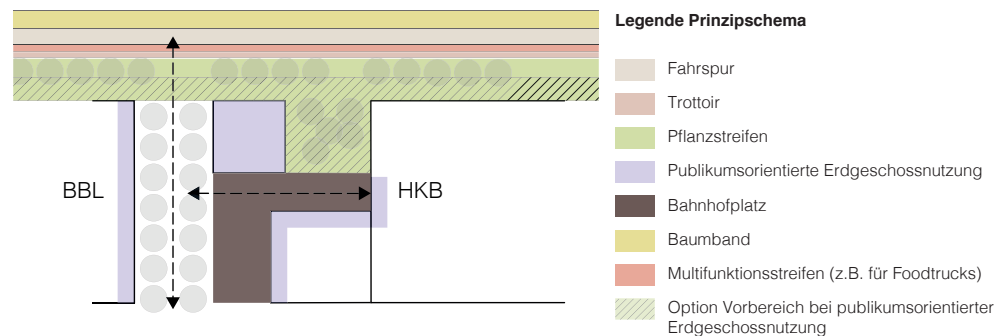 Legende Prinzipschema
Fahrspur
Trottoir
Pflanzstreifen
Publikumsorientierte Erdgeschossnutzung
Bahnhofplatz
Baumband
Multifunktionsstreifen (z.B. für Foodtrucks)
Option Vorbereich bei publikumsorientierter
Erdgeschossnutzung
BBL
HKB